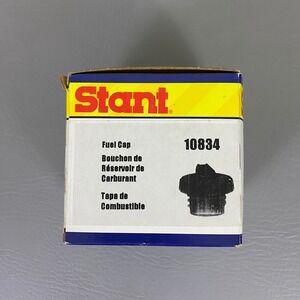 Stant®
Fuel Cap 10834
Bouchon de
Réservoir de
Carburant
Tapa de
Combustible